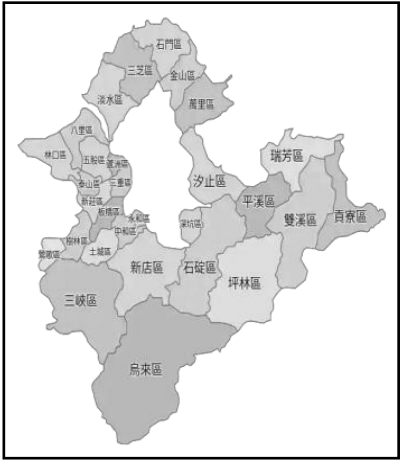 石門區
三芝區
金山區
淡水區
萬里區
八里區
林口區
五股區
蘆洲區
瑞芳區
泰山區
三重區
汐止區
新莊區
板橋區
平溪區
永和區
深坑區
雙溪區
貢寮區
中和區
樹林區
土城區
鶯歌區
新店區
石碇區
坪林區
三峽區
烏來區